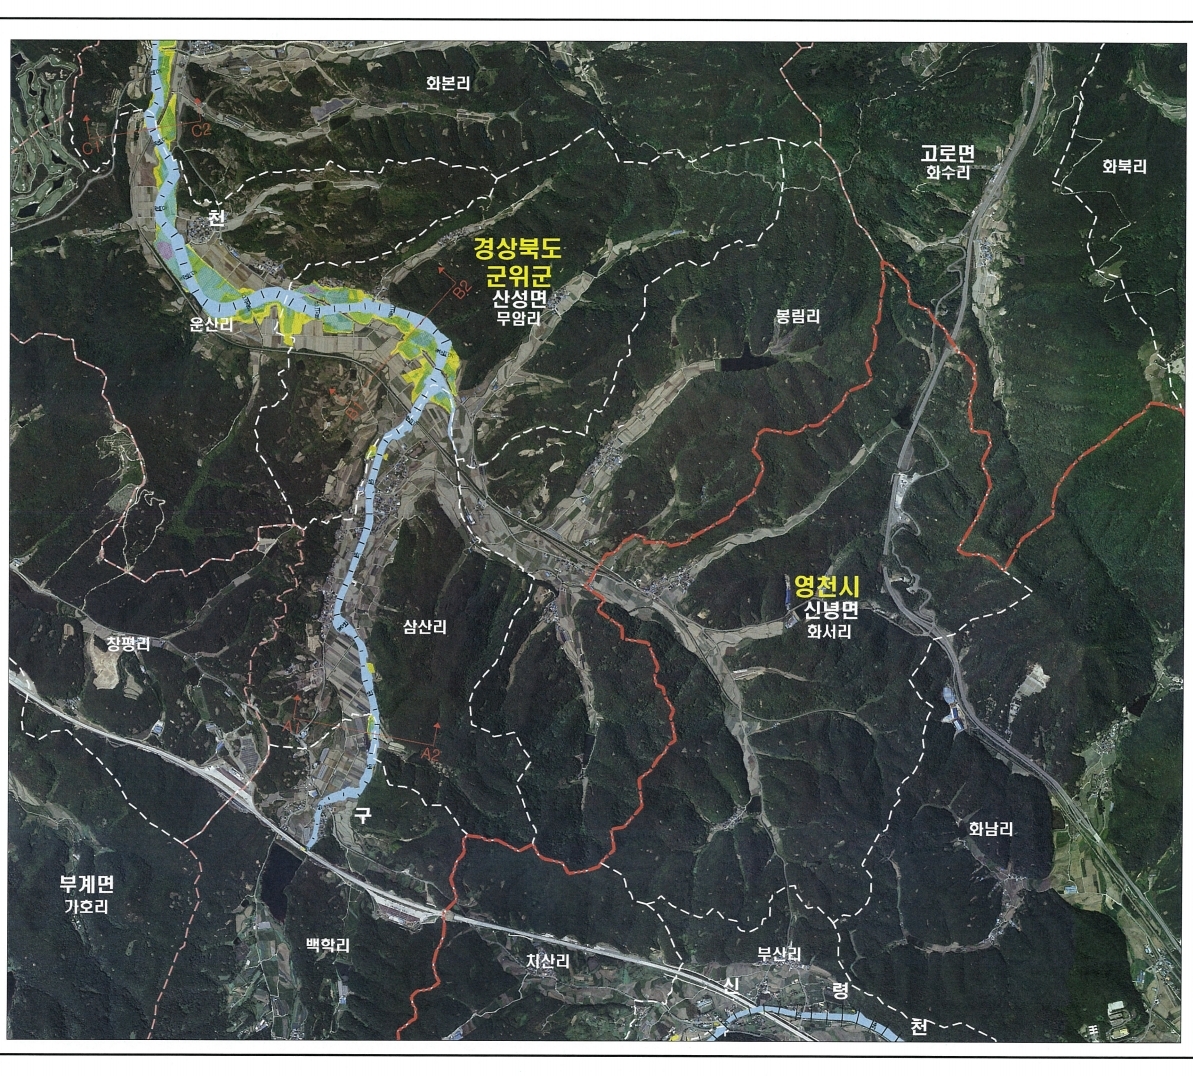 화본리
C1
C2
고로면
화수리
화북리
천
경상북도
군위군
산성면
무암리
B2
운산리
봉림리
영천시
신녕면
화서리
삼산리
창평리
A2
구
화남리
부계면
가호리
백학리
치산리
부산리
신
령
천